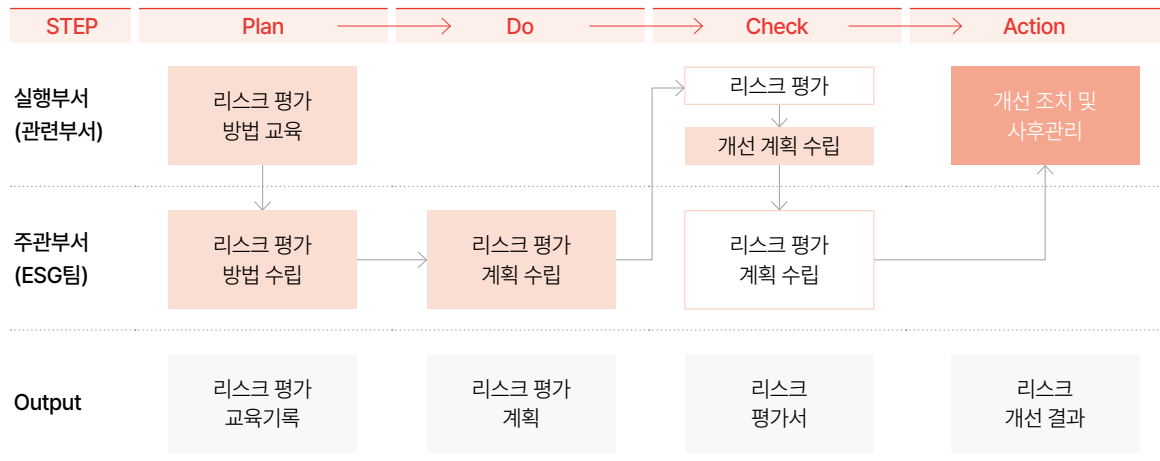 STEP
Plan
Do
Check
Action
실행부서
(관련부서)
리스크 평가
방법 교육
리스크 평가
개선 계획 수립
개선 조치 및
사후관리
주관부서
(ESG팀)
리스크 평가
방법 수립
리스크 평가
계획 수립
리스크 평가
계획 수립
Output
리스크 평가
교육기록
리스크 평가
계획
리스크
평가서
리스크
개선 결과